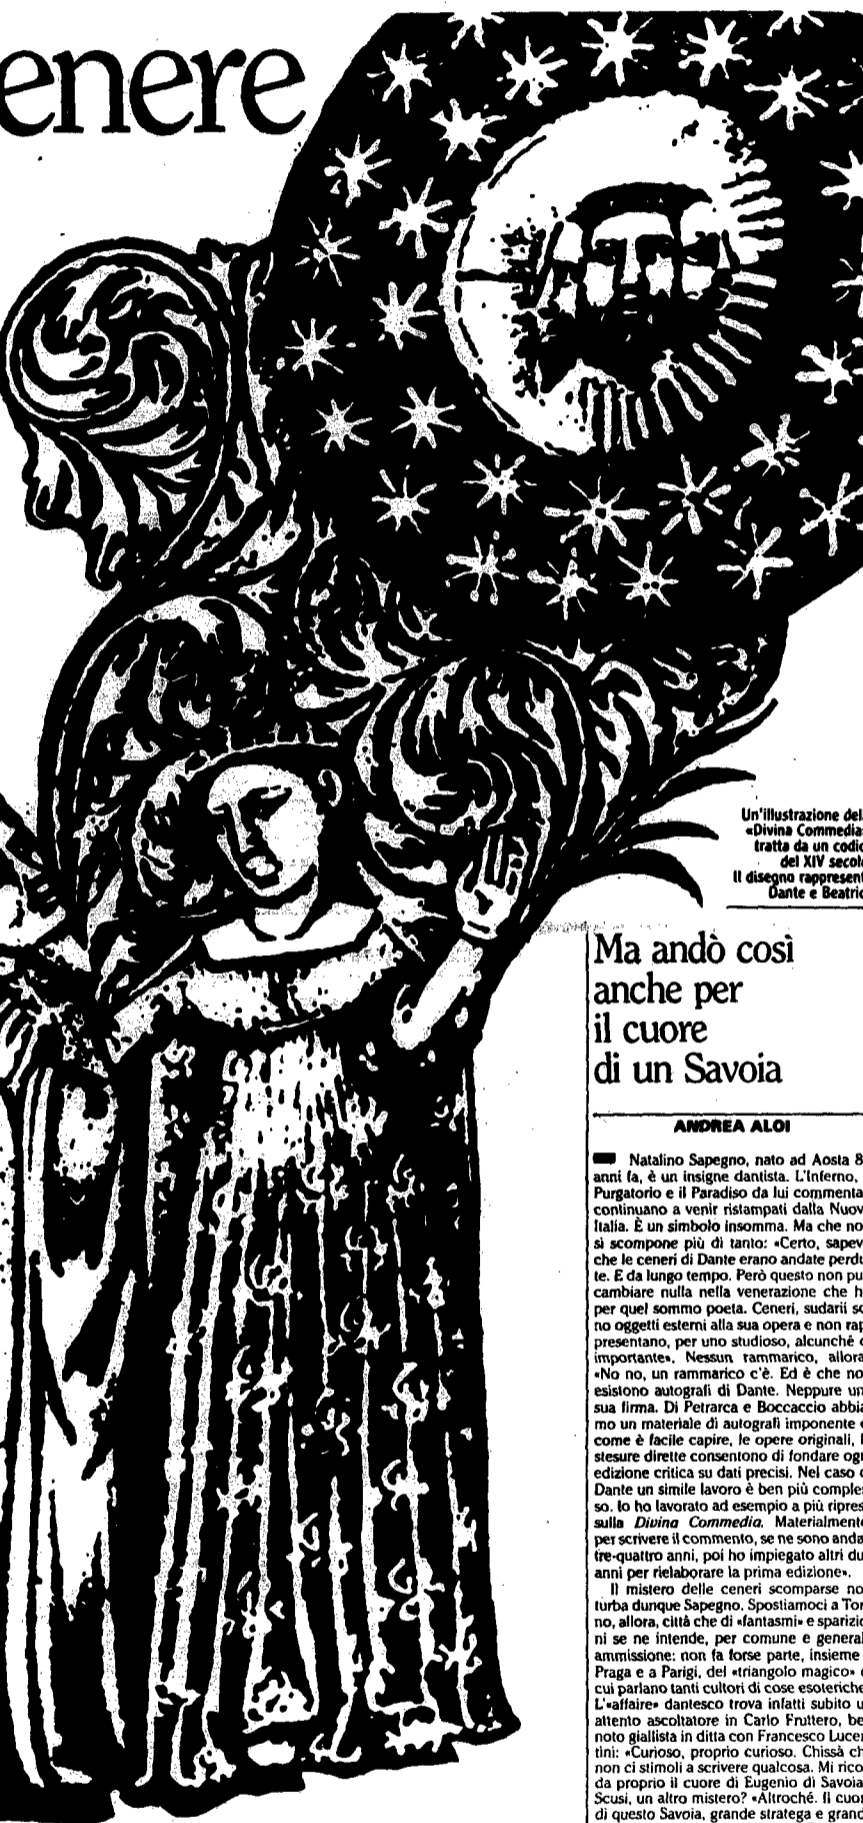 enere
Un'illustrazione del
«Divina Commedia
tratta da un codic
del XIV secol
Il disegno rappresent
Dante e Beatric
Ma andò così
anche per
il cuore
di un Savoia
ANDREA ALOI
Natalino Sapegno, nato ad Aosta 8
anni fa, è un insigne dantista. L'Inferno,
Purgatorio e il Paradiso da lui commenta
continuano a venir ristampati dalla Nuov
Italia. È un simbolo insomma. Ma che no
si scompone più di tanto: «Certo, sapev
che le ceneri di Dante erano andate perdu
te. E da lungo tempo. Però questo non pu
cambiare nulla nella venerazione che h
per quel sommo poeta. Ceneri, sudarii so
no oggetti esterni alla sua opera e non rap
presentano, per uno studioso, alcunché d
importante». Nessun rammarico, allora
«No no, un rammarico c'è. Ed è che no
esistono autografi di Dante. Neppure un
sua firma. Di Petrarca e Boccaccio abbia
mo un materiale di autografi imponente e
come è facile capire, le opere originali, l
stesure dirette consentono di fondare ogn
edizione critica su dati precisi. Nel caso d
Dante un simile lavoro è ben più comples
so. Io ho lavorato ad esempio a più ripres
sulla Divina Commedia. Materialment
per scrivere il commento, se ne sono anda
tre-quattro anni, poi ho impiegato altri du
anni per rielaborare la prima edizione».
Il mistero delle ceneri scomparse no
turba dunque Sapegno. Spostiamoci a Tor
no, allora, città che di «fantasmi» e sparizio
ni se ne intende, per comune e general
ammissione: non fa forse parte, insieme
Praga e a Parigi, del «triangolo magico» d
cui parlano tanti cultori di cose esoteriche
L'«affaire» dantesco trova infatti subito u
attento ascoltatore in Carlo Fruttero, be
noto giallista in ditta con Francesco Lucen
tini: «Curioso, proprio curioso. Chissà ch
non ci stimoli a scrivere qualcosa. Mi ricor
da proprio il cuore di Eugenio di Savoia
Scusi, un altro mistero? «Altroché. Il cuor
di questo Savoia, grande stratega e grand